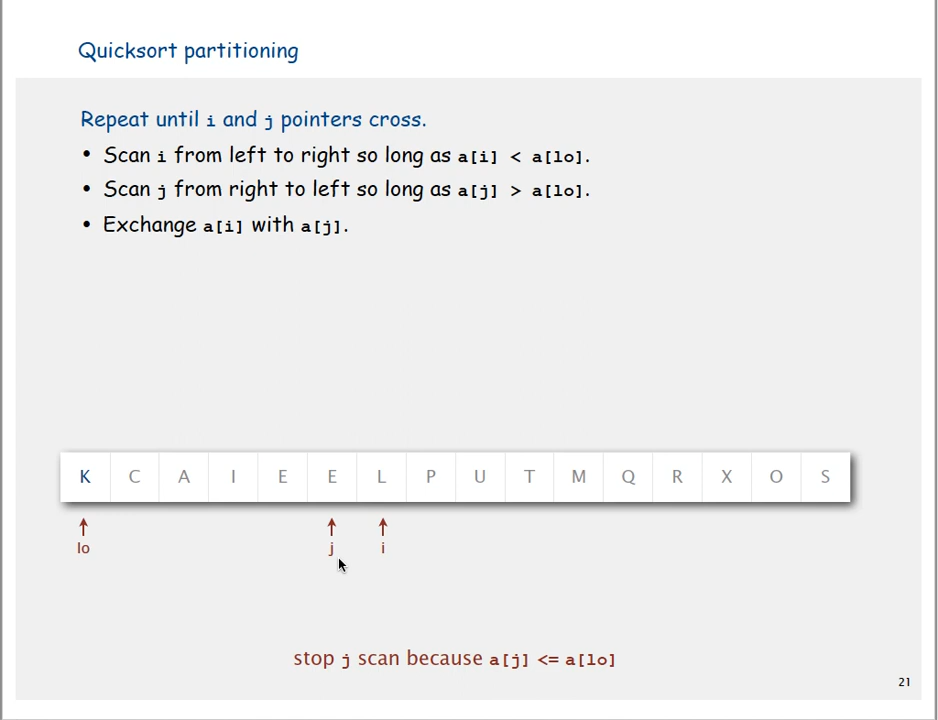 Quicksort partitioning
Repeat until i and j pointers cross.
• Scan i from left to right so long as a[i] < a[lo].
• Scan j from right to left so long as a[j] > a[lo].
• Exchange a[i] with a[j].
K C A I E E L P U T M Q R X O S
lo j i
stop j scan because a[j] <= a[lo]
21